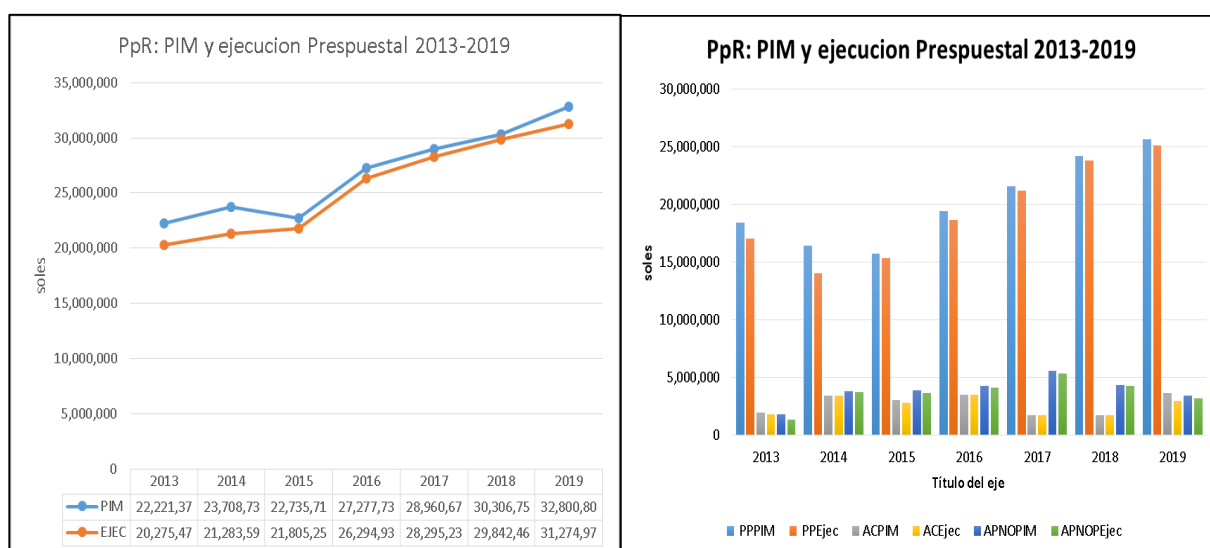 PpR: PIM y ejecucion Prespuestal 2013-2019
35,000,000
30,000,000
25,000,000
20,000,000
15,000,000
10,000,000
5,000,000
0
soles
2013 2014 2015 2016 2017 2018 2019
PIM 22,221,37 23,708,73 22,735,71 27,277,73 28,960,67 30,306,75 32,800,80
EJEC 20,275,47 21,283,59 21,805,25 26,294,93 28,295,23 29,842,46 31,274,97
PpR: PIM y ejecucion Prespuestal 2013-2019
30,000,000
25,000,000
20,000,000
15,000,000
10,000,000
5,000,000
0
soles
2013 2014 2015 2016 2017 2018 2019
Título del eje
PPPIM PPEjec ACPIM ACEjec APNOPIM APNOPEjec